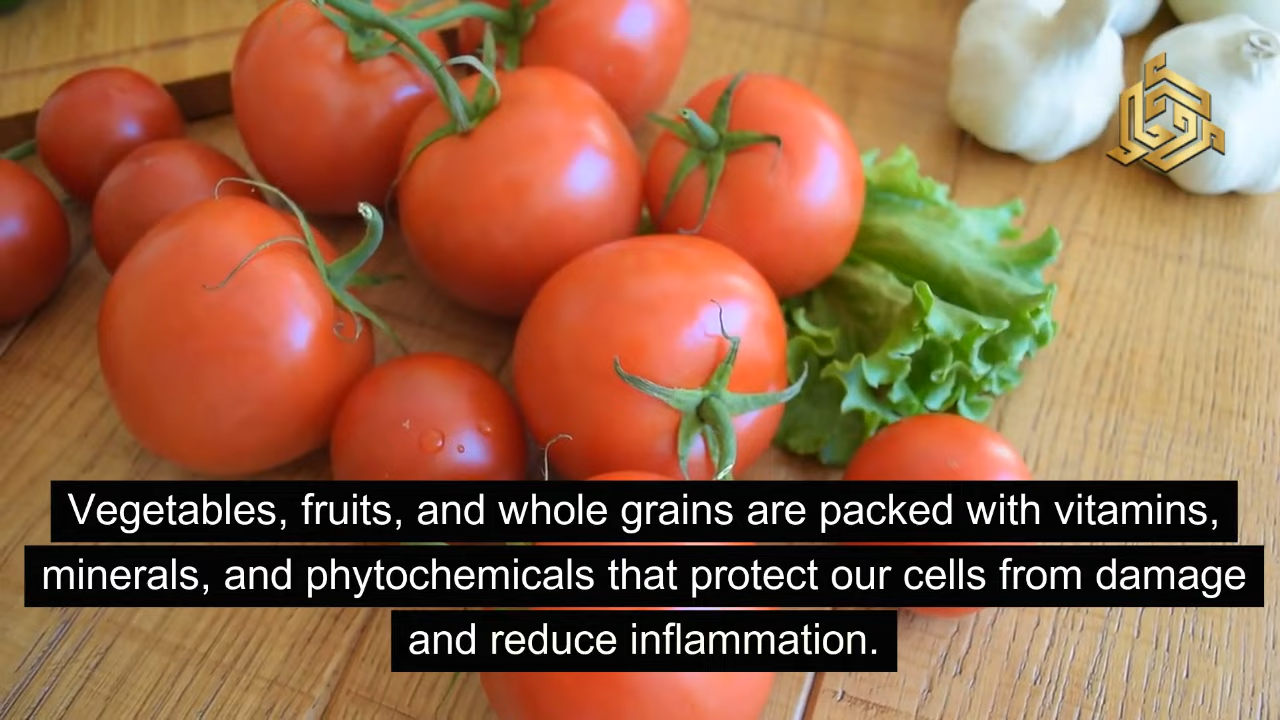 Vegetables, fruits, and whole grains are packed with vitamins,
minerals, and phytochemicals that protect our cells from damage
and reduce inflammation.